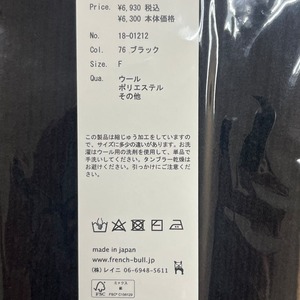 Price. ¥6,930 税込
¥6,300 本体価格
No. 18-01212
Col. 76 ブラック
Size. F
Qua. ウール
ポリエステル
その他
この製品は縮じゅう加工をしていますの
で、サイズに多少の違いがあります。お洗
濯はウール用の洗剤を使用して、単品で
手洗いしてください。タンブラー乾燥は
お避けください。引っかけにご注意くだ
さい。
made in japan
www.french-bull.jp
(株)レイニ 06-6948-5611
FSC
ミックス